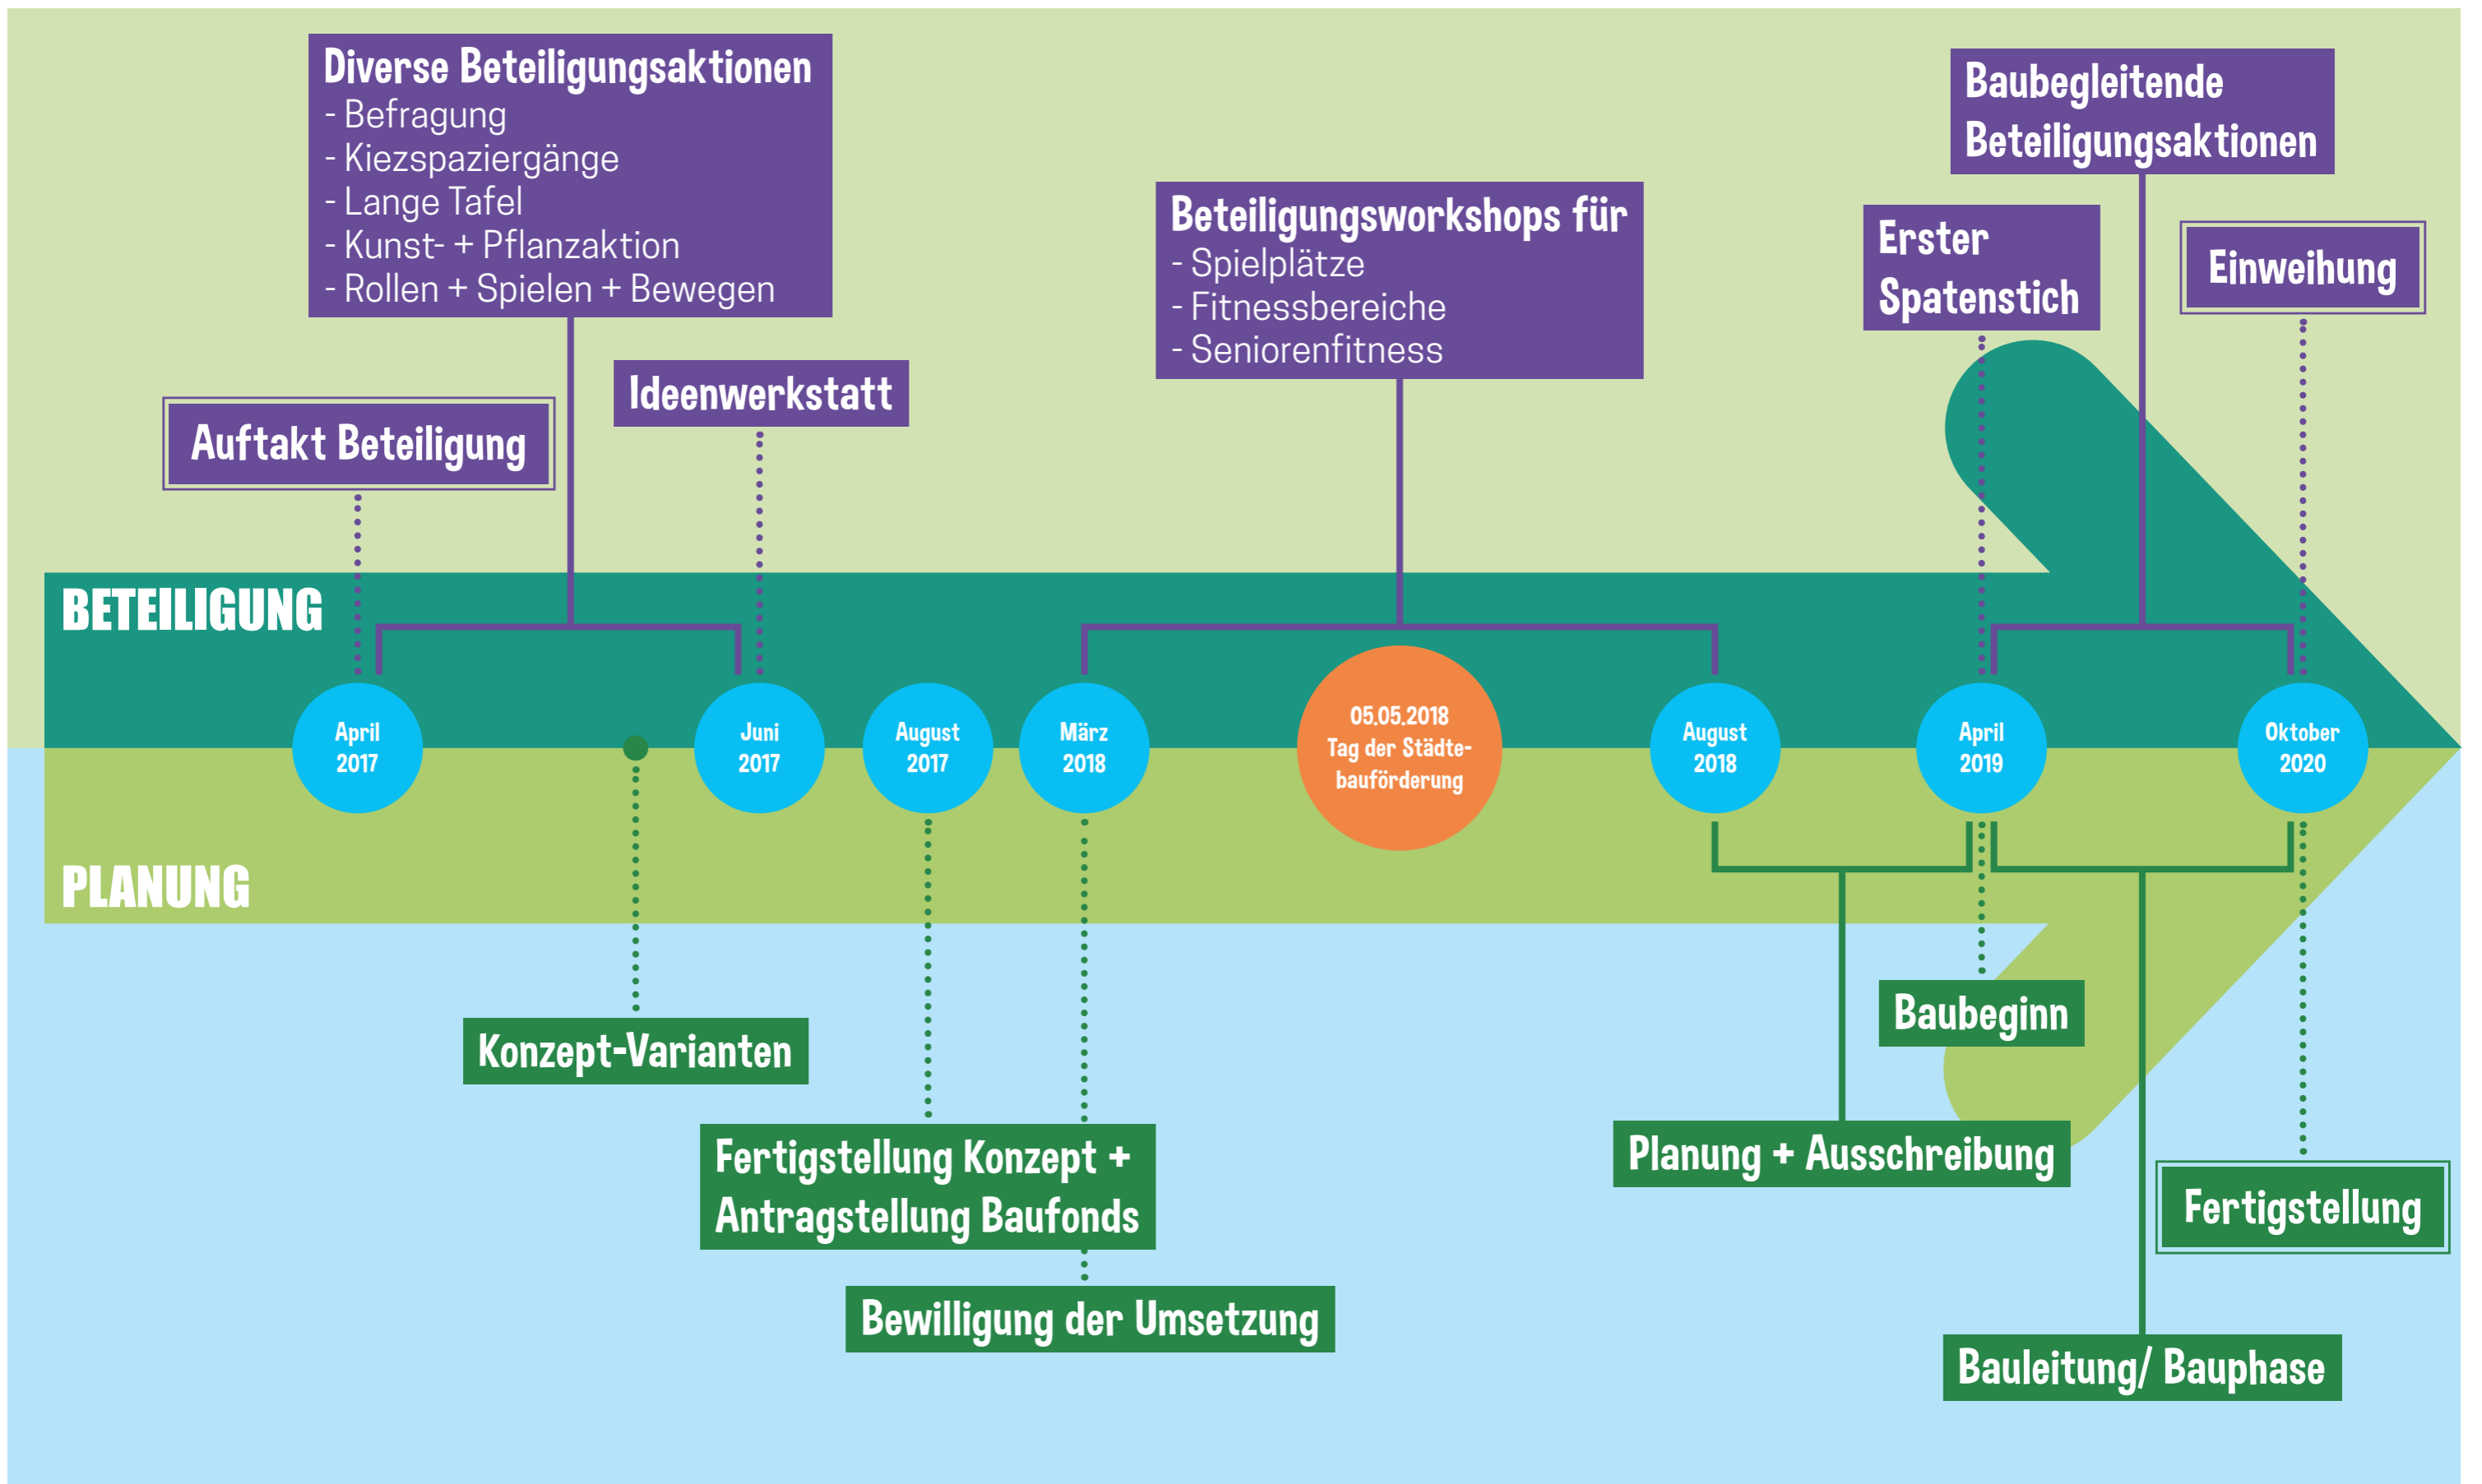 Diverse Beteiligungsaktionen
- Befragung
- Kiezspaziergänge
- Lange Tafel
- Kunst- + Pflanzaktion
- Rollen + Spielen + Bewegen
Baubegleitende
Beteiligungsaktionen
Beteiligungsworkshops für
- Spielplätze
- Fitnessbereiche
- Seniorenfitness
Erster
Spatenstich
Einweihung
Ideenwerkstatt
Auftakt Beteiligung
BETEILIGUNG
April
2017
Juni
2017
August
2017
März
2018
05.05.2018
Tag der Städte-
bauförderung
August
2018
April
2019
Oktober
2020
PLANUNG
Konzept-Varianten
Baubeginn
Fertigstellung Konzept +
Antragstellung Baufonds
Planung + Ausschreibung
Fertigstellung
Bewilligung der Umsetzung
Bauleitung/ Bauphase